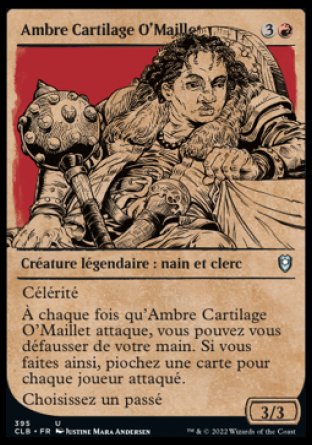 Ambre Cartilage O'Maillet 3
Créature légendaire : nain et clerc
Célérité
À chaque fois qu'Ambre Cartilage
O'Maillet attaque, vous pouvez vous
défausser de votre main. Si vous
faites ainsi, piochez une carte pour
chaque joueur attaqué.
Choisissez un passé
3/3
395 U
CLB • FR Justine Mara Andersen
™ & © 2022 Wizards of the Coast